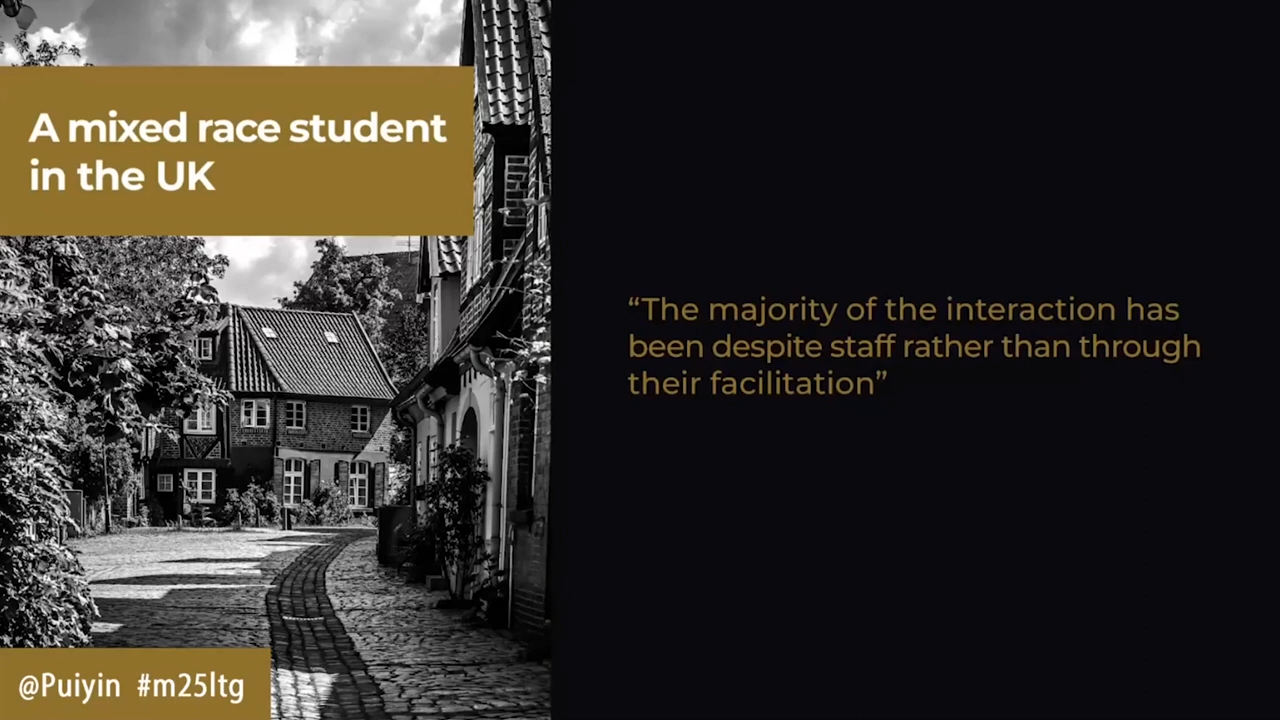 A mixed race student
in the UK
“The majority of the interaction has
been despite staff rather than through
their facilitation”
@Puiyin #m25ltg